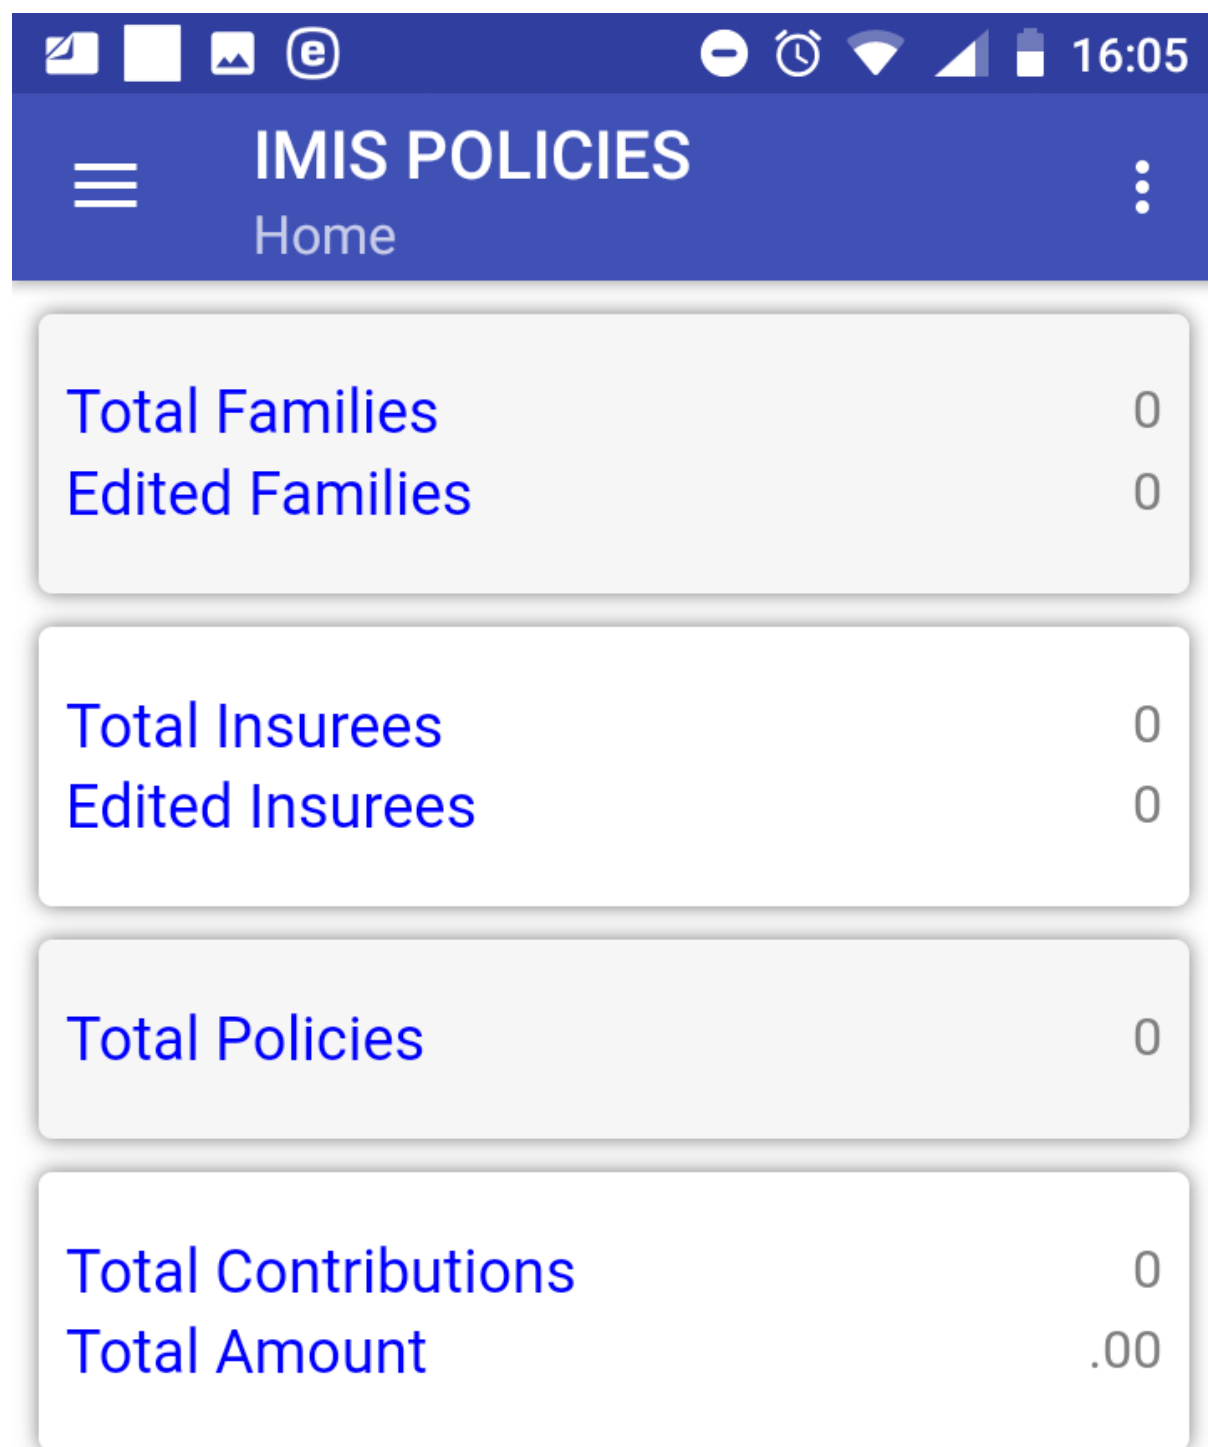 16:05
IMIS POLICIES
Home
Total Families 0
Edited Families 0
Total Insurees 0
Edited Insurees 0
Total Policies 0
Total Contributions 0
Total Amount .00